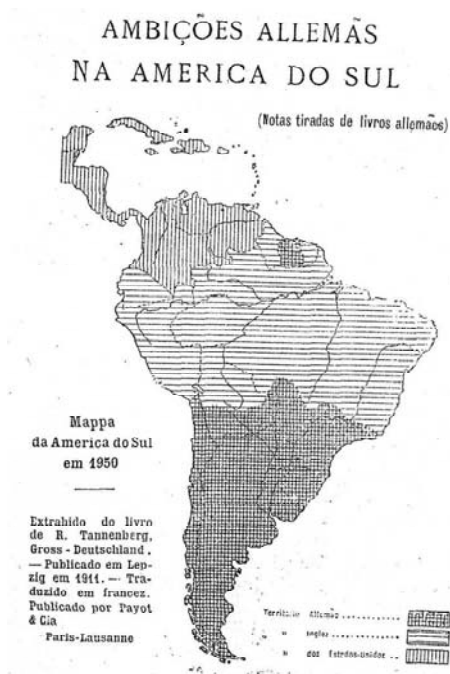 AMBIÇÕES ALLEMÃS
NA AMERICA DO SUL
(Notas tiradas de livros allemães)
Mappa
da America do Sul
em 1950
Extrahido do livro
de R. Tannenberg,
Gross-Deutschland.
— Publicado em Lep-
zig em 1911. — Tra-
duzido em francez.
Publicado por Payot
& Cia
Paris-Lausanne
Territorio Allemão
" " inglez
" dos Estados-unidos